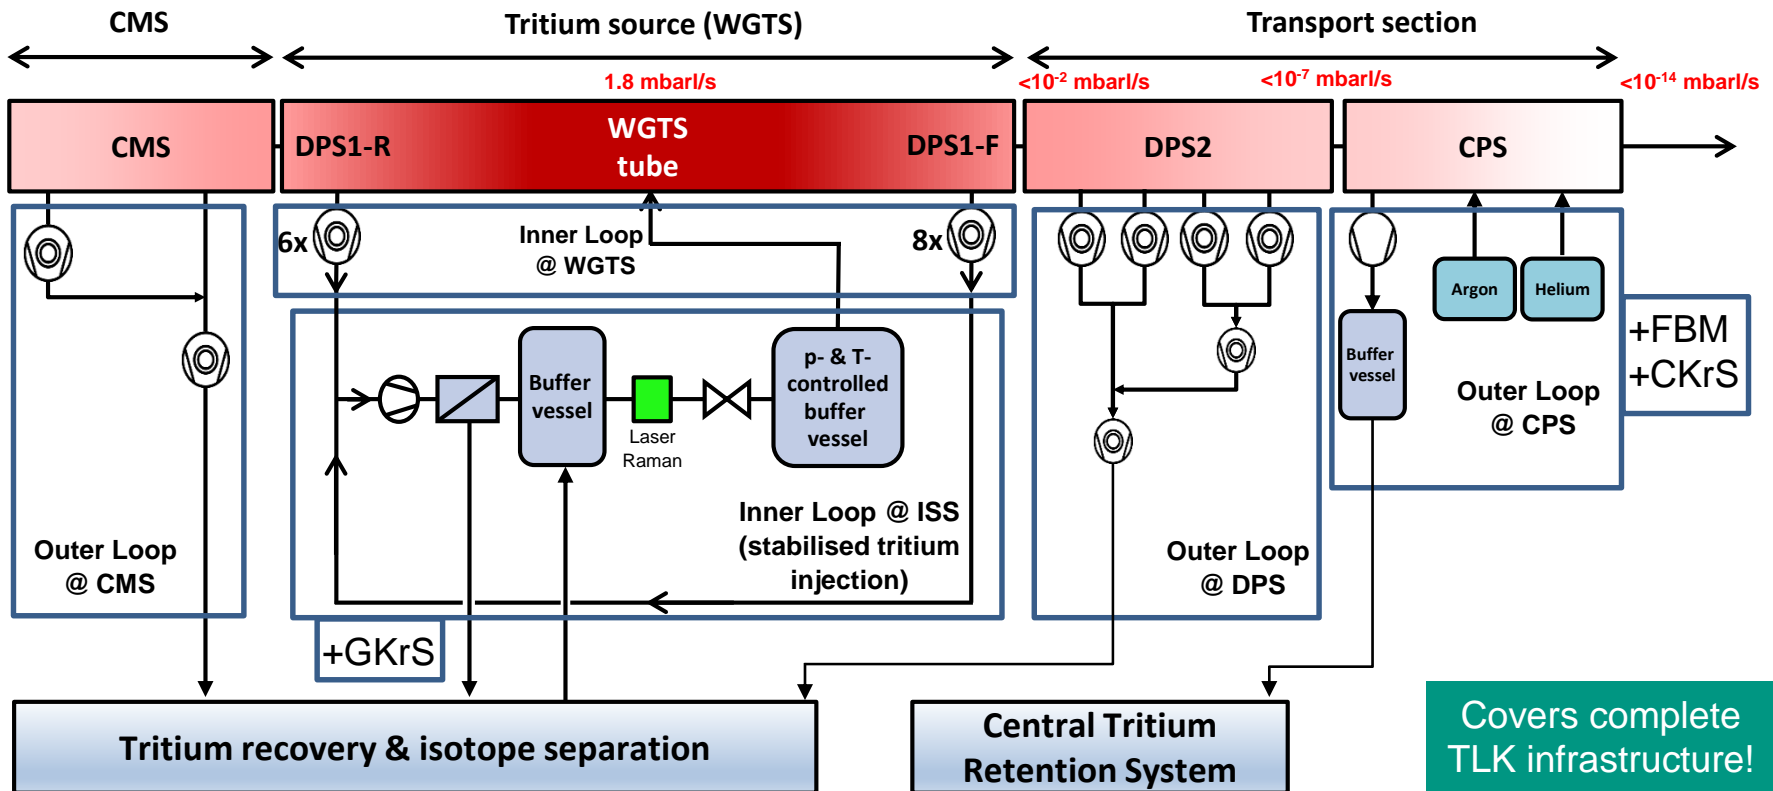 CMS
Tritium source (WGTS)
Transport section
1.8 mbarl/s
<10⁻² mbarl/s
<10⁻⁷ mbarl/s
<10⁻¹⁴ mbarl/s
CMS
DPS1-R
WGTS
tube
DPS1-F
DPS2
CPS
6x
Inner Loop
@ WGTS
8x
Argon
Helium
+FBM
+CKrS
Buffer
vessel
p- & T-
controlled
buffer
vessel
Buffer
vessel
Laser
Raman
Outer Loop
@ CPS
Inner Loop @ ISS
(stabilised tritium
injection)
Outer Loop
@ CMS
Outer Loop
@ DPS
+GKrS
Tritium recovery & isotope separation
Central Tritium
Retention System
Covers complete
TLK infrastructure!